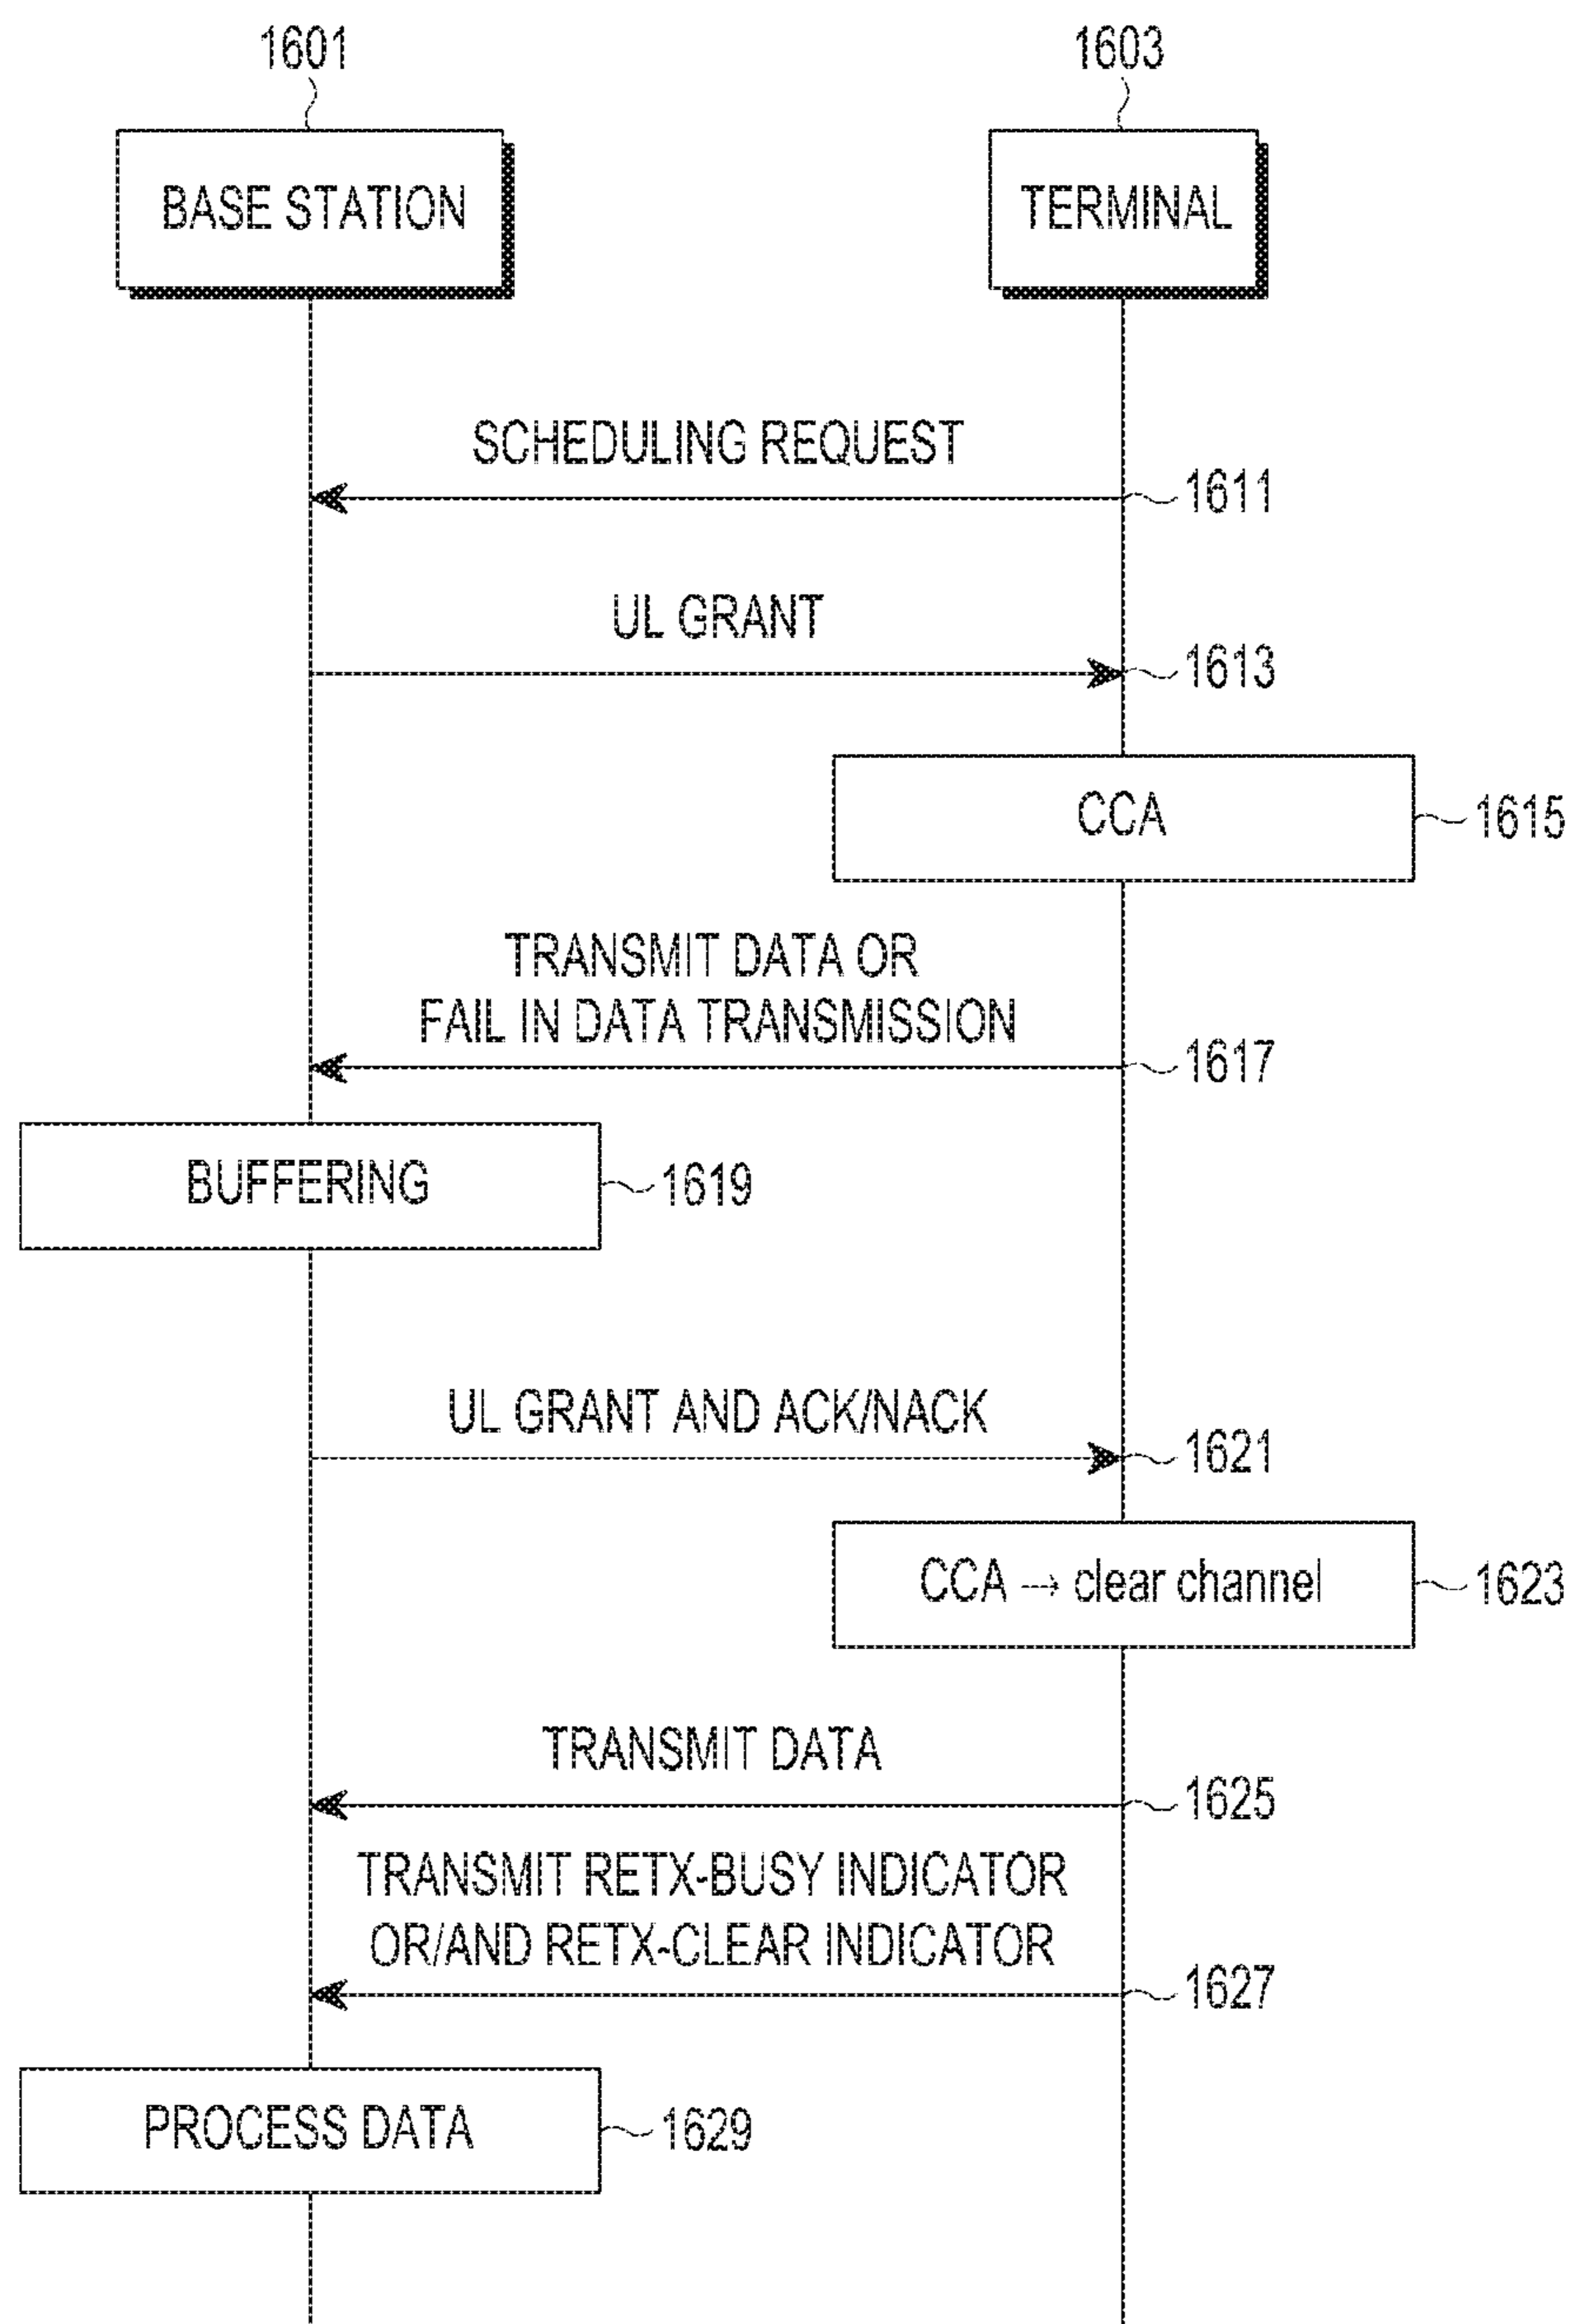 1601
1603
BASE STATION
TERMINAL
SCHEDULING REQUEST
1611
UL GRANT
1613
CCA
1615
TRANSMIT DATA OR
FAIL IN DATA TRANSMISSION
1617
BUFFERING
1619
UL GRANT AND ACK/NACK
1621
CCA → clear channel
1623
TRANSMIT DATA
1625
TRANSMIT RETX-BUSY INDICATOR
OR/AND RETX-CLEAR INDICATOR
1627
PROCESS DATA
1629